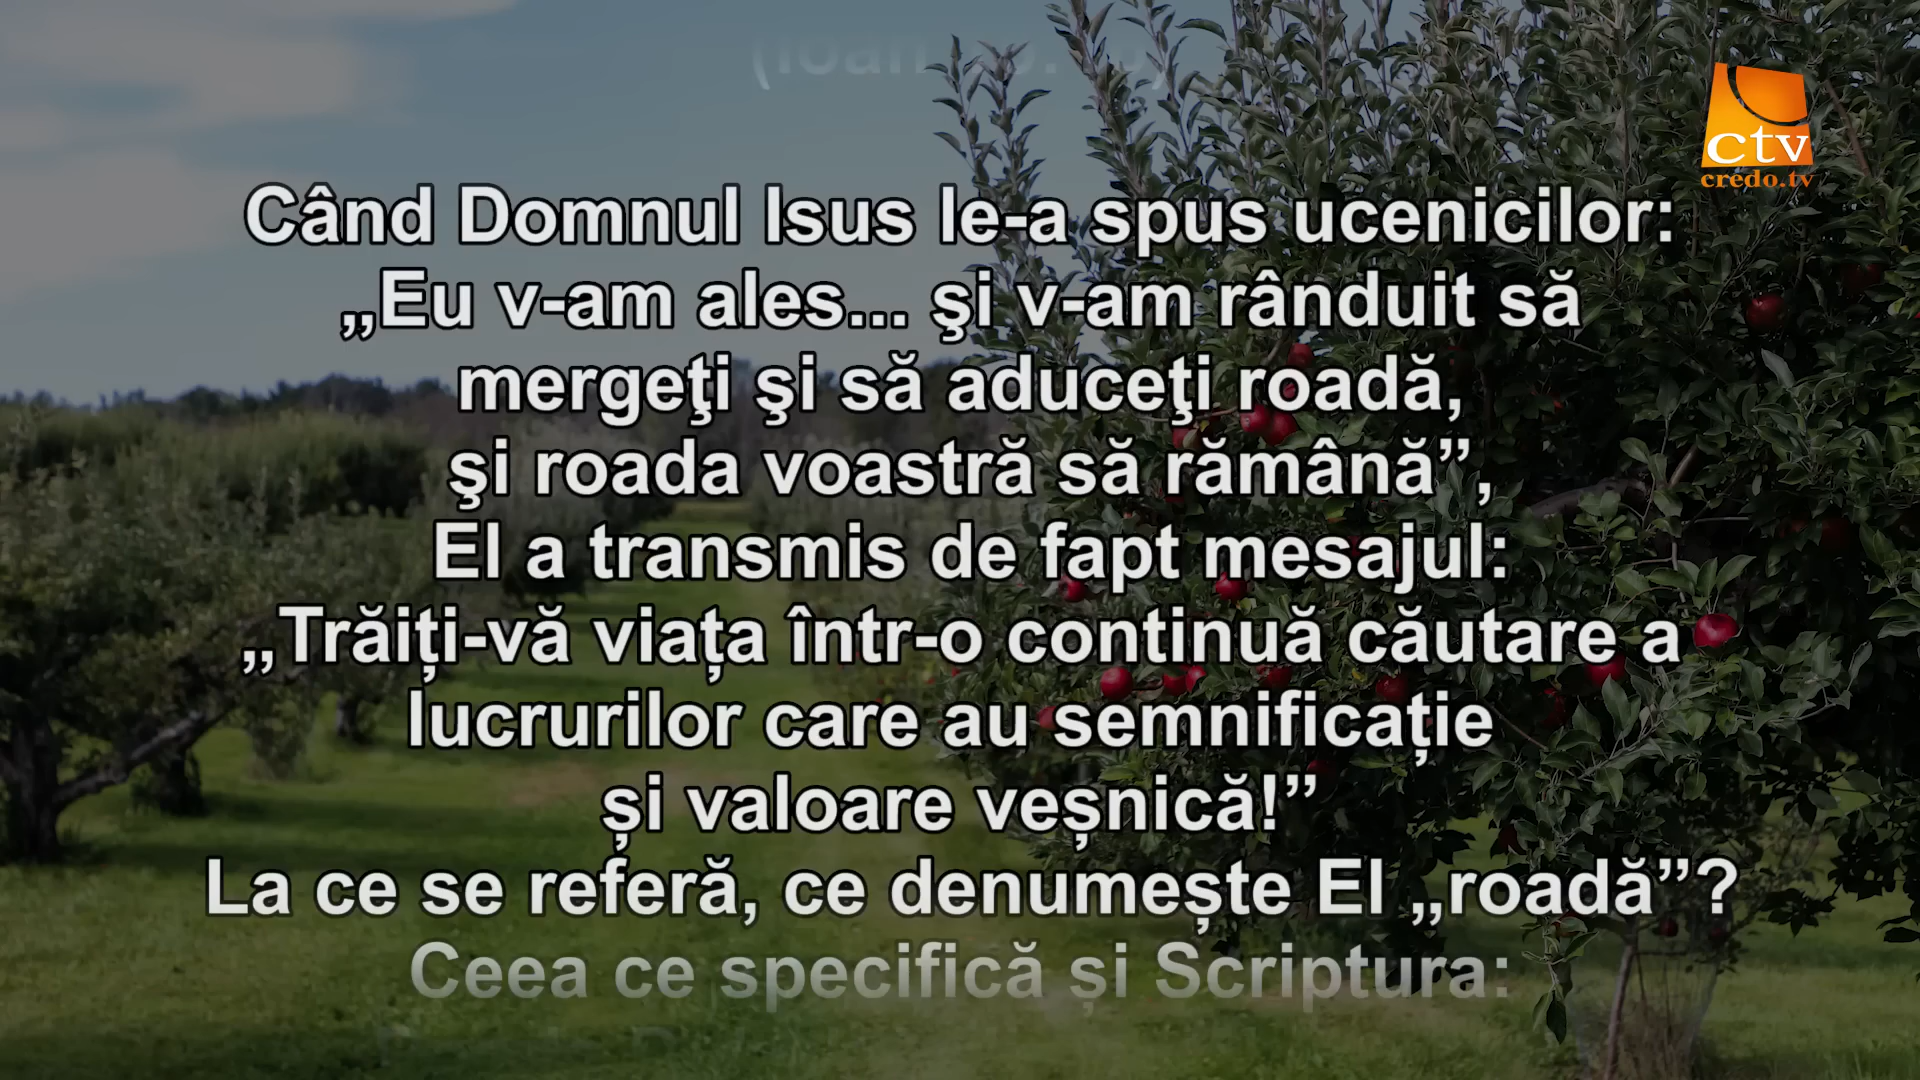 (Ioan
ctv
credo.tv
Când Domnul Isus le-a spus ucenicilor:
„Eu v-am ales... şi v-am rânduit să
mergeţi şi să aduceţi roadă,
şi roada voastră să rămână”,
El a transmis de fapt mesajul:
„Trăiți-vă viața într-o continuă căutare a
lucrurilor care au semnificație
și valoare veșnică!”
La ce se referă, ce denumește El „roadă”?
Ceea ce specifică și Scriptura: